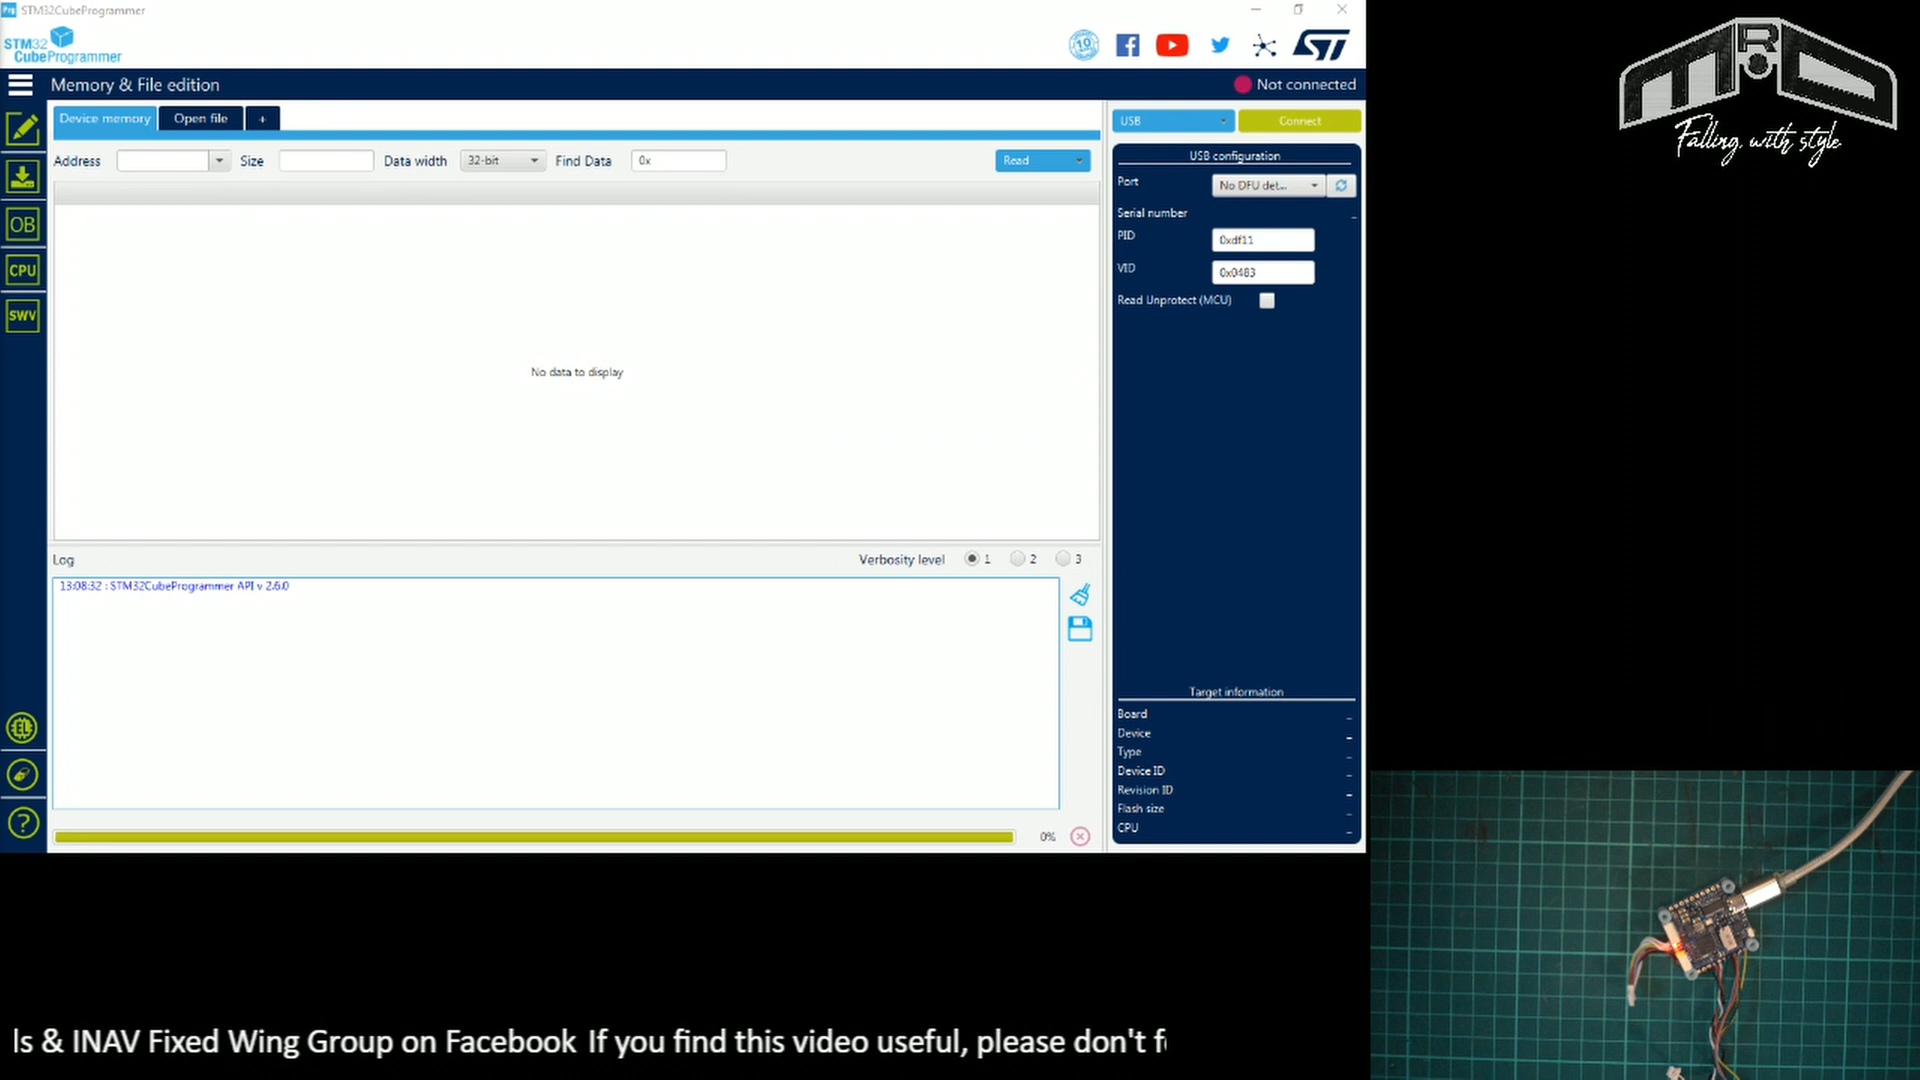 STM32CubeProgrammer
STM32
CubeProgrammer
10
Memory & File edition
Not connected
Device memory
Open file
+
USB
Connect
Address
Size
Data width
32-bit
Find Data
0x
Read
USB configuration
Port
No DFU det...
Serial number
PID
0xdf11
VID
0x0483
Read Unprotect (MCU)
OB
CPU
SWV
No data to display
Log
Verbosity level
1
2
3
13:08:32 : STM32CubeProgrammer API v 2.6.0
Target information
Board
Device
Type
Device ID
Revision ID
Flash size
CPU
EL
?
0%
MRD
Falling with style
ls & INAV Fixed Wing Group on Facebook If you find this video useful, please don't f